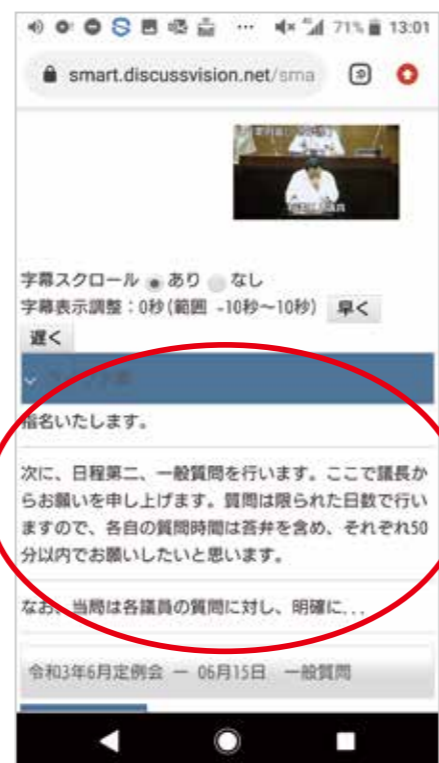 71% 13:01
smart.discussvision.net/sma
字幕スクロール あり なし
字幕表示調整：0秒(範囲 -10秒～10秒) 早く
遅く
指名いたします。
次に、日程第二、一般質問を行います。ここで議長か
らお願いを申し上げます。質問は限られた日数で行い
ますので、各自の質問時間は答弁を含め、それぞれ50
分以内でお願いしたいと思います。
なお、当局は各議員の質問に対し、明確に...
令和3年6月定例会 ー 06月15日 一般質問